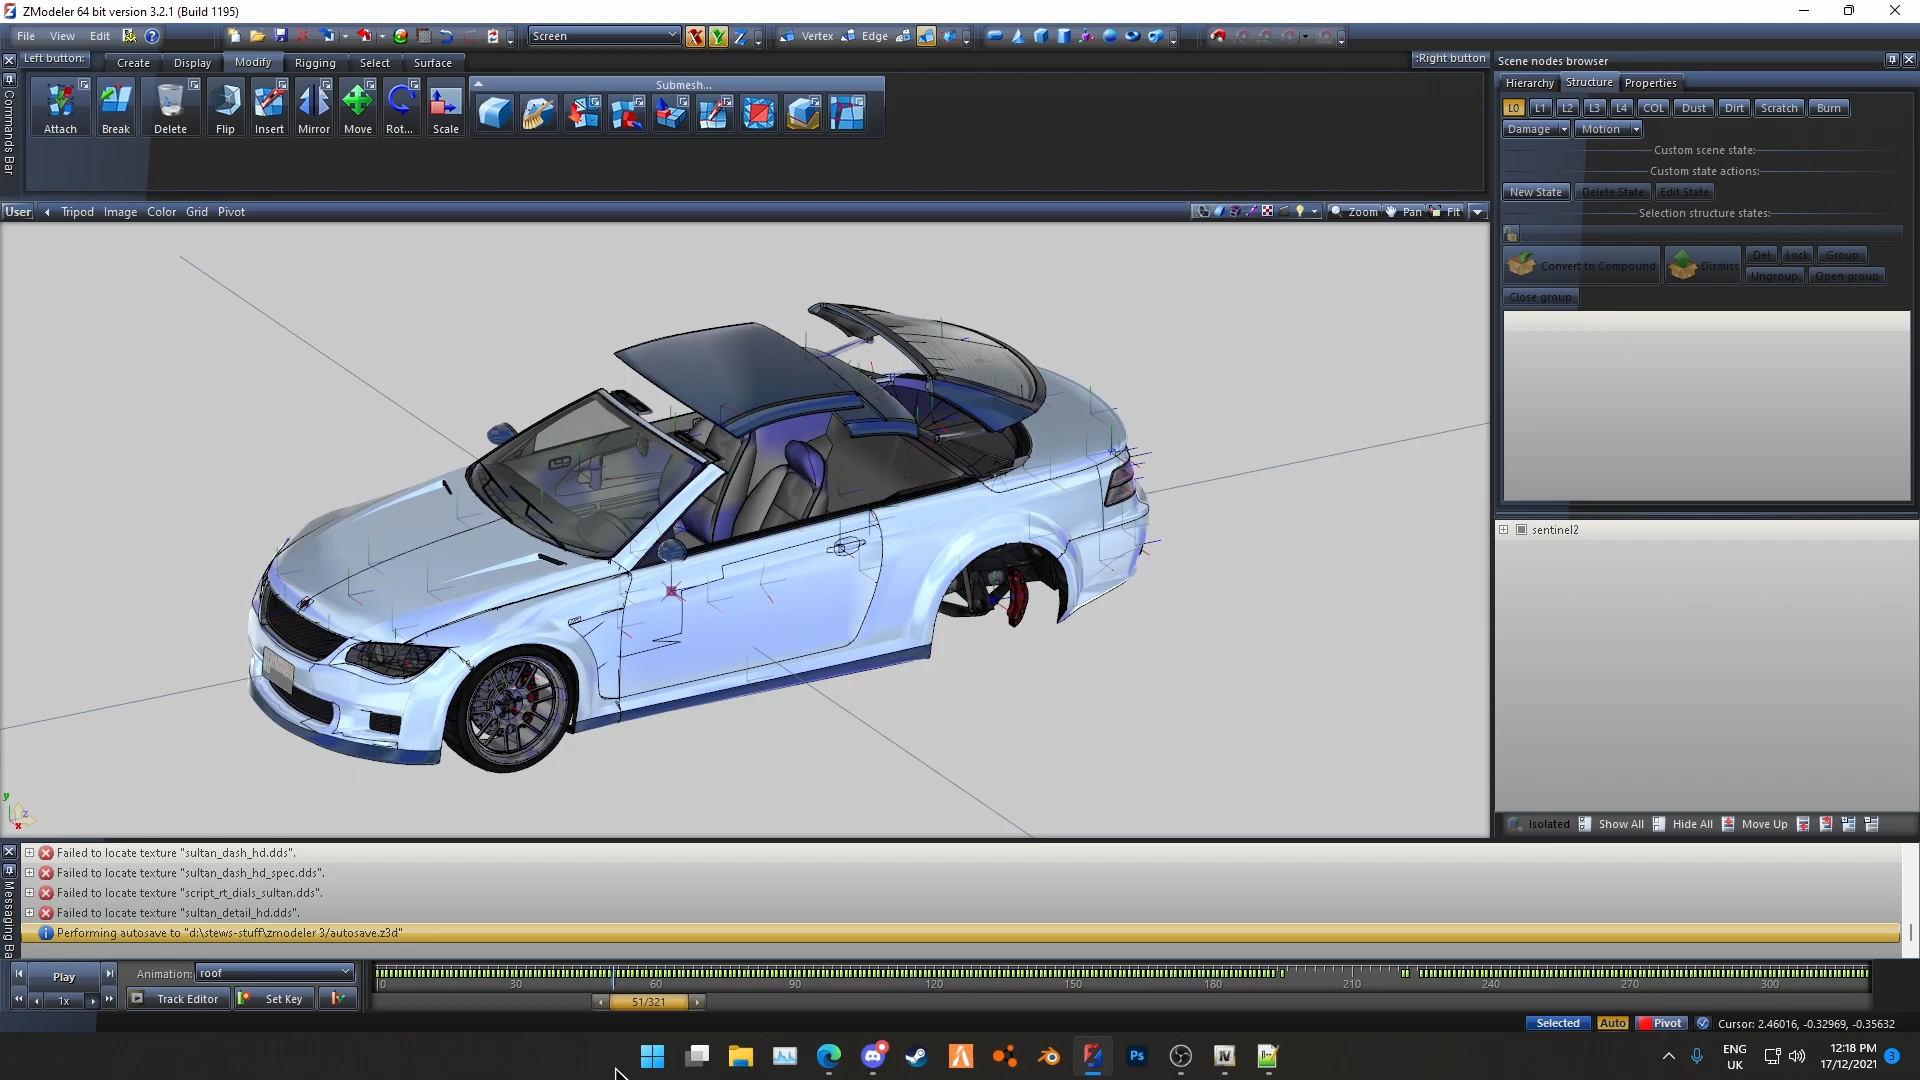 ZModeler 64 bit version 3.2.1 (Build 1195)
File View Edit Screen X Y Z Vertex Edge
Left button: Create Display Modify Rigging Select Surface :Right button
Submesh...
Attach Break Delete Flip Insert Mirror Move Rot... Scale
Commands Bar
User Tripod Image Color Grid Pivot Zoom Pan Fit
Scene nodes browser
Hierarchy Structure Properties
L0 L1 L2 L3 L4 COL Dust Dirt Scratch Burn
Damage Motion
Custom scene state:
Custom state actions:
New State Delete State Edit State
Selection structure states:
Convert to Compound Dismiss Del Lock Group
Ungroup Open group
Close group
sentinel2
Isolated Show All Hide All Move Up
y
z
x
Failed to locate texture "sultan_dash_hd.dds".
Failed to locate texture "sultan_dash_hd_spec.dds".
Failed to locate texture "script_rt_dials_sultan.dds".
Failed to locate texture "sultan_detail_hd.dds".
Performing autosave to "d:\stews-stuff\zmodeler 3/autosave.z3d"
Messaging Ba
Play Animation: roof
1x Track Editor Set Key
0 30 60 90 120 150 180 210 240 270 300
51/321
Selected Auto Pivot Cursor: 2.46016, -0.32969, -0.35632
Ps IV
ENG
UK
12:18 PM
17/12/2021
3